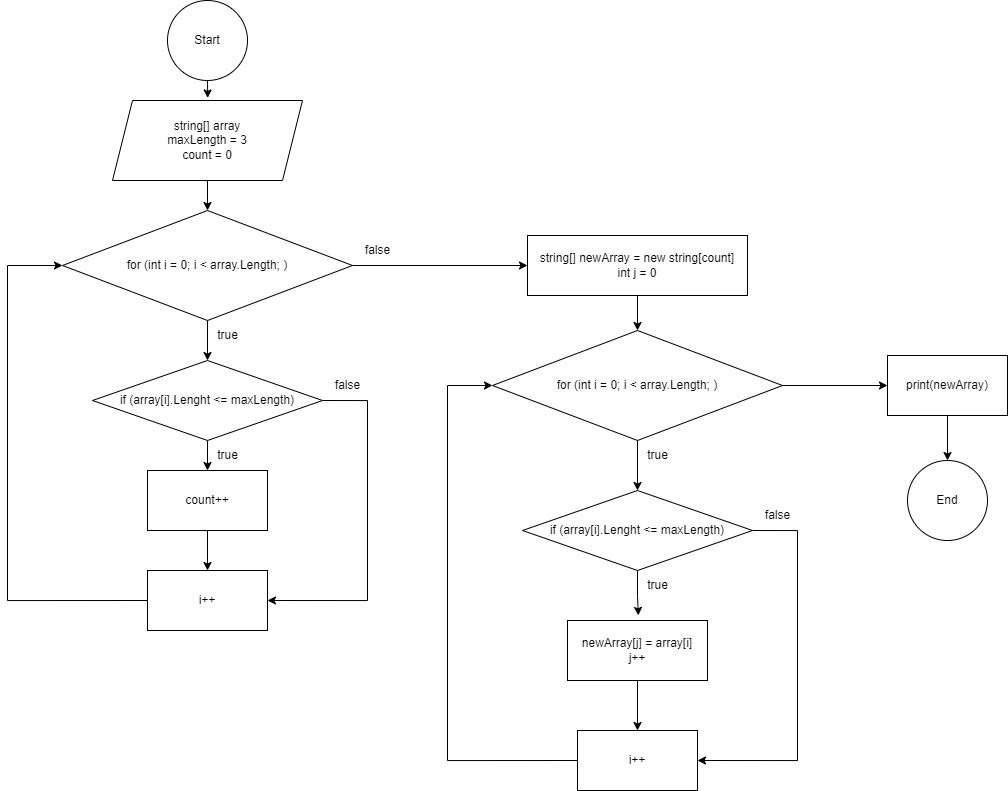 Start
string[] array
maxLength = 3
count = 0
for (int i = 0; i < array.Length; )
false
true
if (array[i].Lenght <= maxLength)
false
true
count++
i++
string[] newArray = new string[count]
int j = 0
for (int i = 0; i < array.Length; )
true
if (array[i].Lenght <= maxLength)
false
true
newArray[j] = array[i]
j++
i++
print(newArray)
End